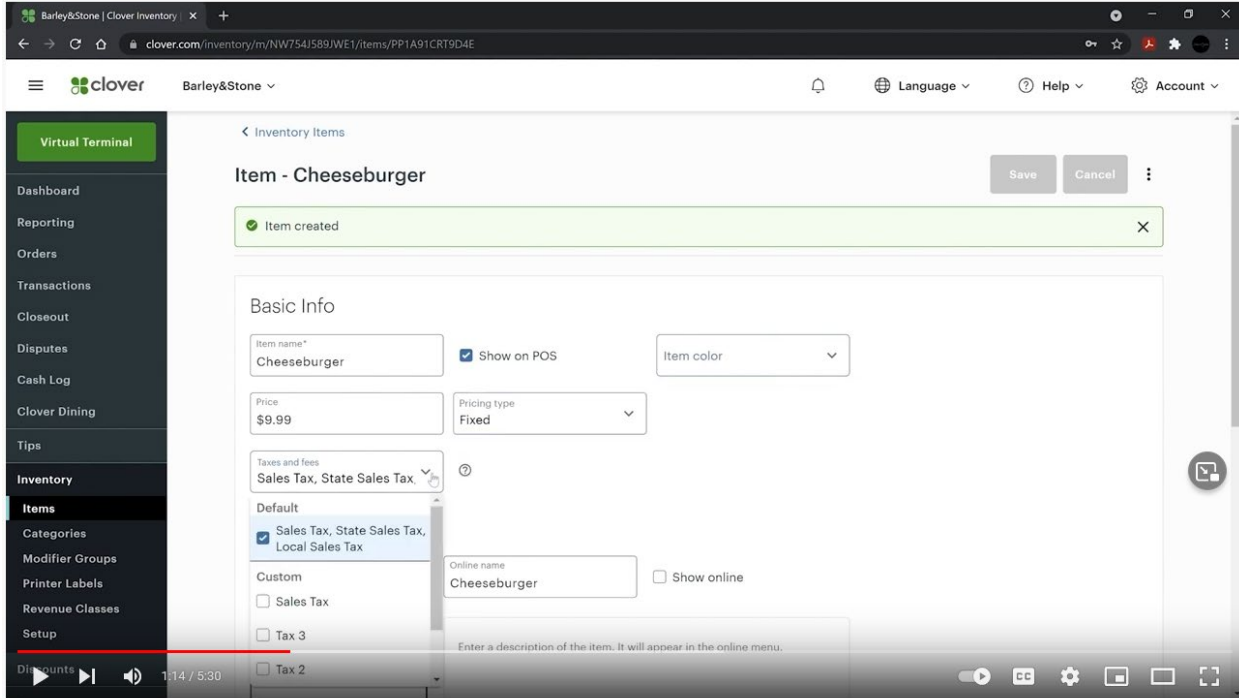 Barley&Stone | Clover Inventory |
clover.com/inventory/m/NW754J589JWE1/items/PP1A91CRT9D4E
clover
Barley&Stone
Language
Help
Account
Virtual Terminal
Dashboard
Reporting
Orders
Transactions
Closeout
Disputes
Cash Log
Clover Dining
Tips
Inventory
Items
Categories
Modifier Groups
Printer Labels
Revenue Classes
Setup
Discounts
Inventory Items
Item - Cheeseburger
Save
Cancel
Item created
Basic Info
Item name*
Cheeseburger
Show on POS
Item color
Price
$9.99
Pricing type
Fixed
Taxes and fees
Sales Tax, State Sales Tax,
Default
Sales Tax, State Sales Tax,
Local Sales Tax
Custom
Sales Tax
Tax 3
Tax 2
Online name
Cheeseburger
Show online
Enter a description of the item. It will appear in the online menu.
1:14 / 5:30
CC